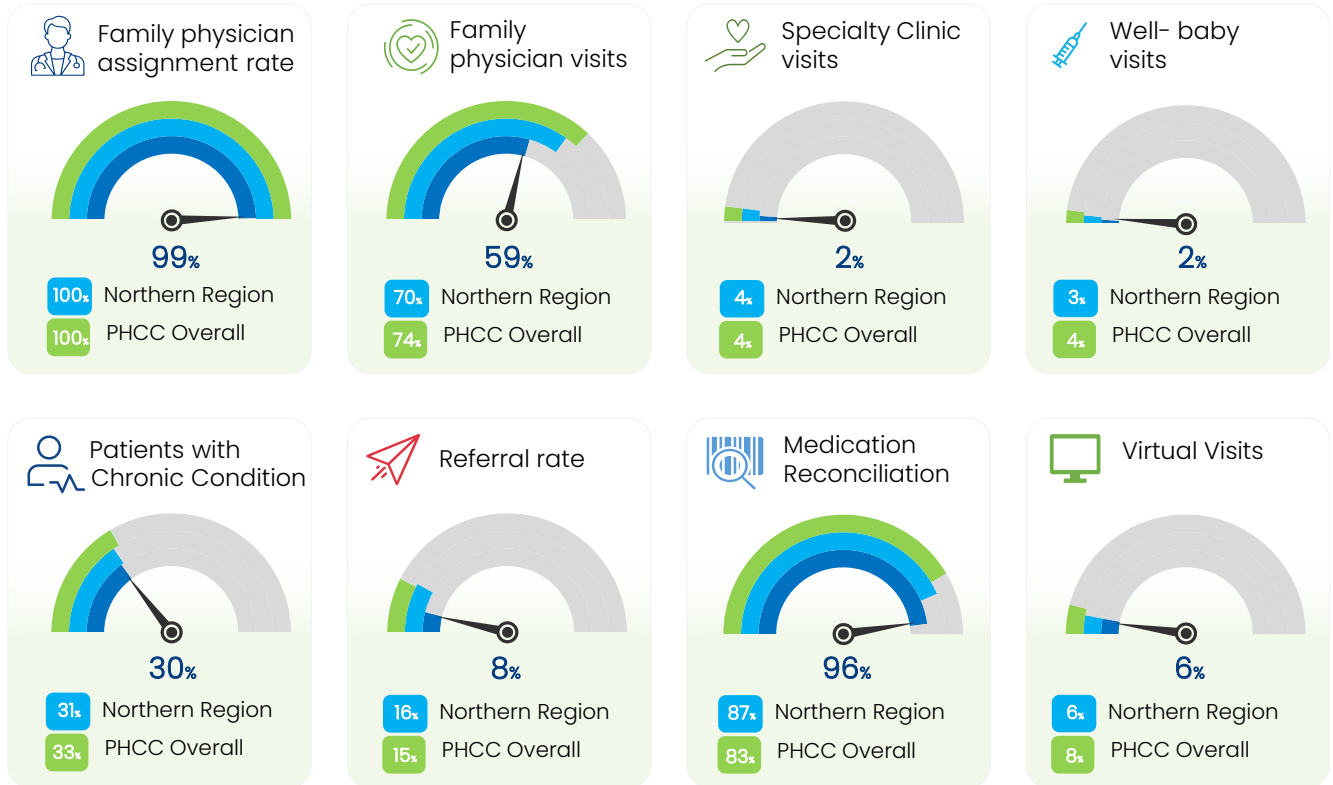 Family physician
assignment rate
99%
100% Northern Region
100% PHCC Overall
Family
physician visits
59%
70% Northern Region
74% PHCC Overall
Specialty Clinic
visits
2%
4% Northern Region
4% PHCC Overall
Well- baby
visits
2%
3% Northern Region
4% PHCC Overall
Patients with
Chronic Condition
30%
31% Northern Region
33% PHCC Overall
Referral rate
8%
16% Northern Region
15% PHCC Overall
Medication
Reconciliation
96%
87% Northern Region
83% PHCC Overall
Virtual Visits
6%
6% Northern Region
8% PHCC Overall